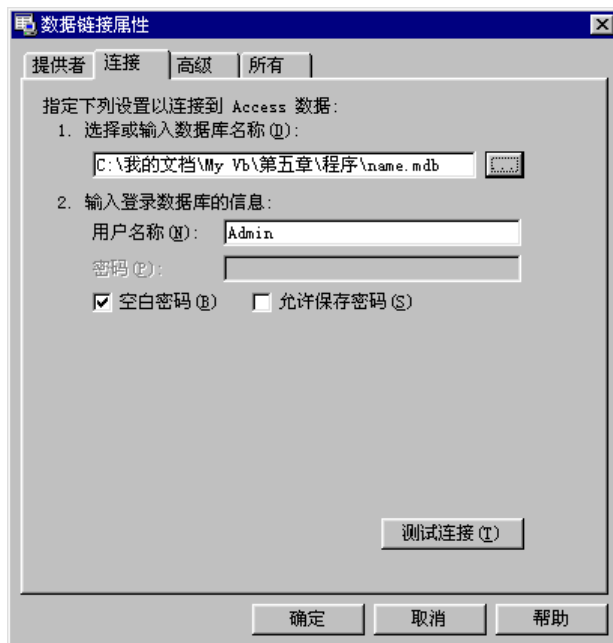 数据链接属性
提供者 连接 高级 所有
指定下列设置以连接到 Access 数据:
1. 选择或输入数据库名称(D):
C:\我的文档\My Vb\第五章\程序\name.mdb ...
2. 输入登录数据库的信息:
用户名称(N): Admin
密码(P):
空白密码(B) 允许保存密码(S)
测试连接(T)
确定 取消 帮助